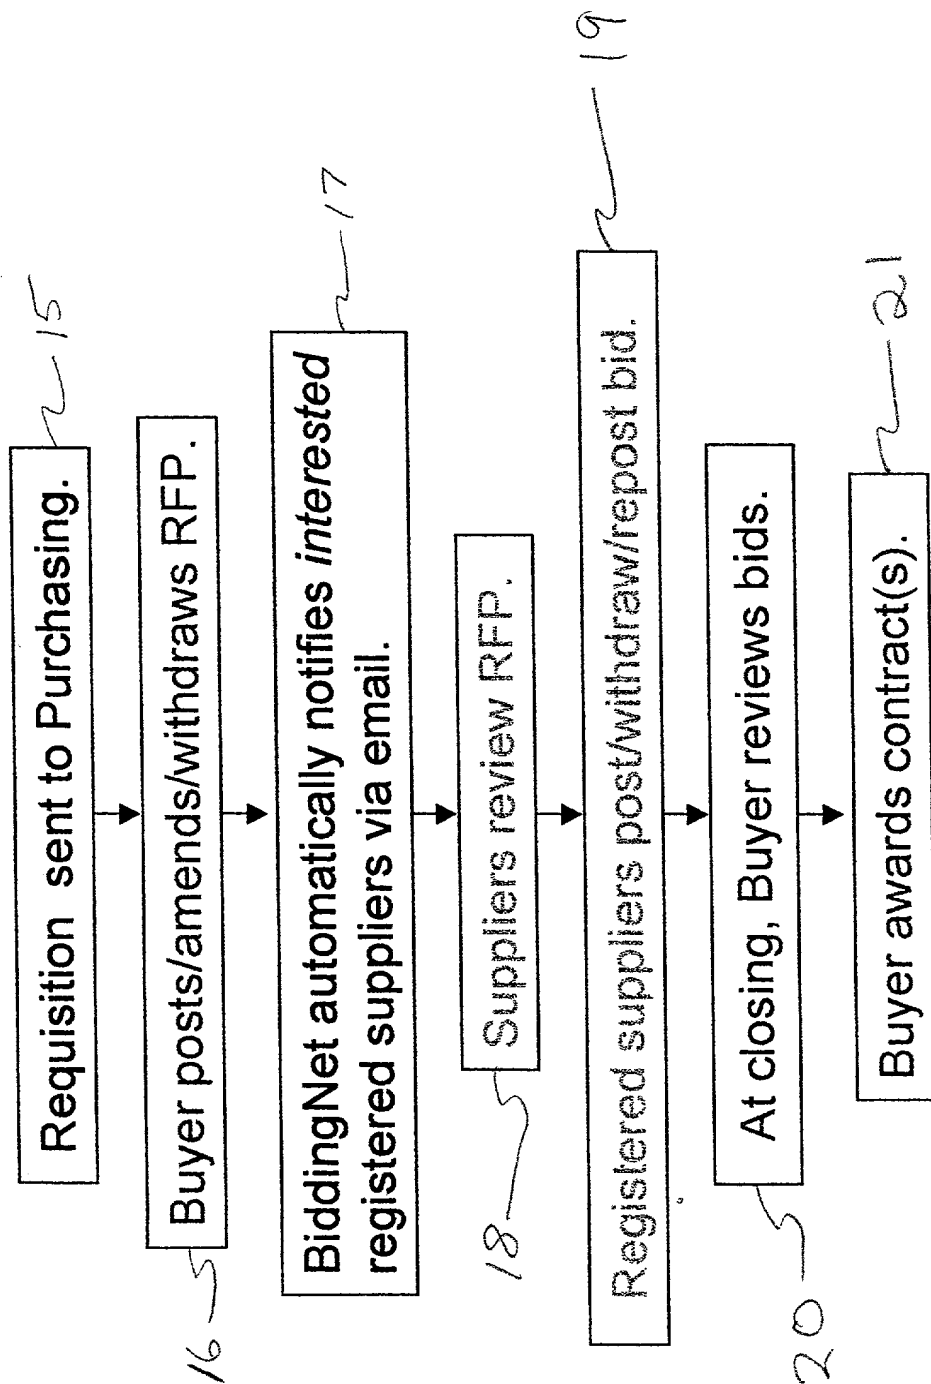 Requisition sent to Purchasing.
15
Buyer posts/amends/withdraws RFP.
16
BiddingNet automatically notifies interested
registered suppliers via email.
17
Suppliers review RFP.
18
Registered suppliers post/withdraw/repost bid.
19
At closing, Buyer reviews bids.
20
Buyer awards contract(s).
21